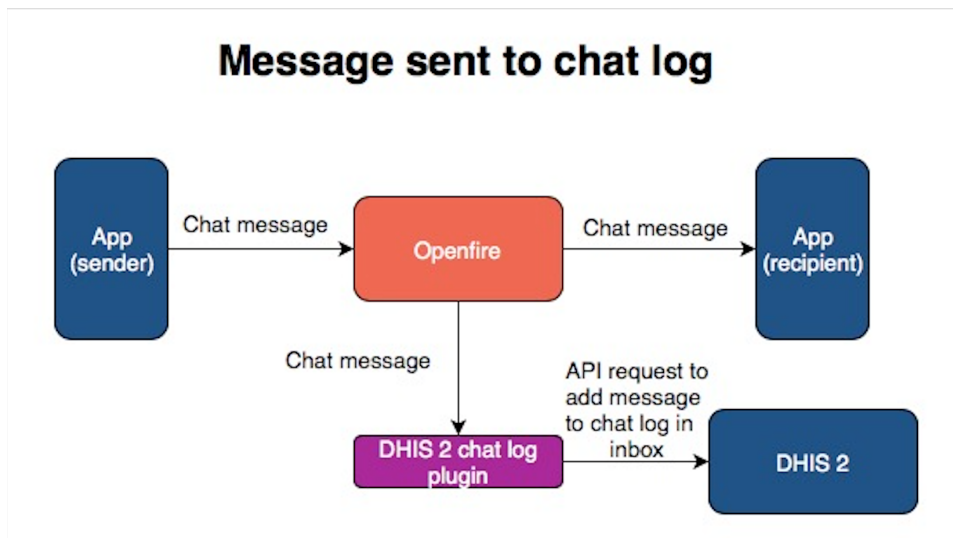 Message sent to chat log
App
(sender)
Chat message
Openfire
Chat message
App
(recipient)
Chat message
API request to
add message
to chat log in
inbox
DHIS 2 chat log
plugin
DHIS 2